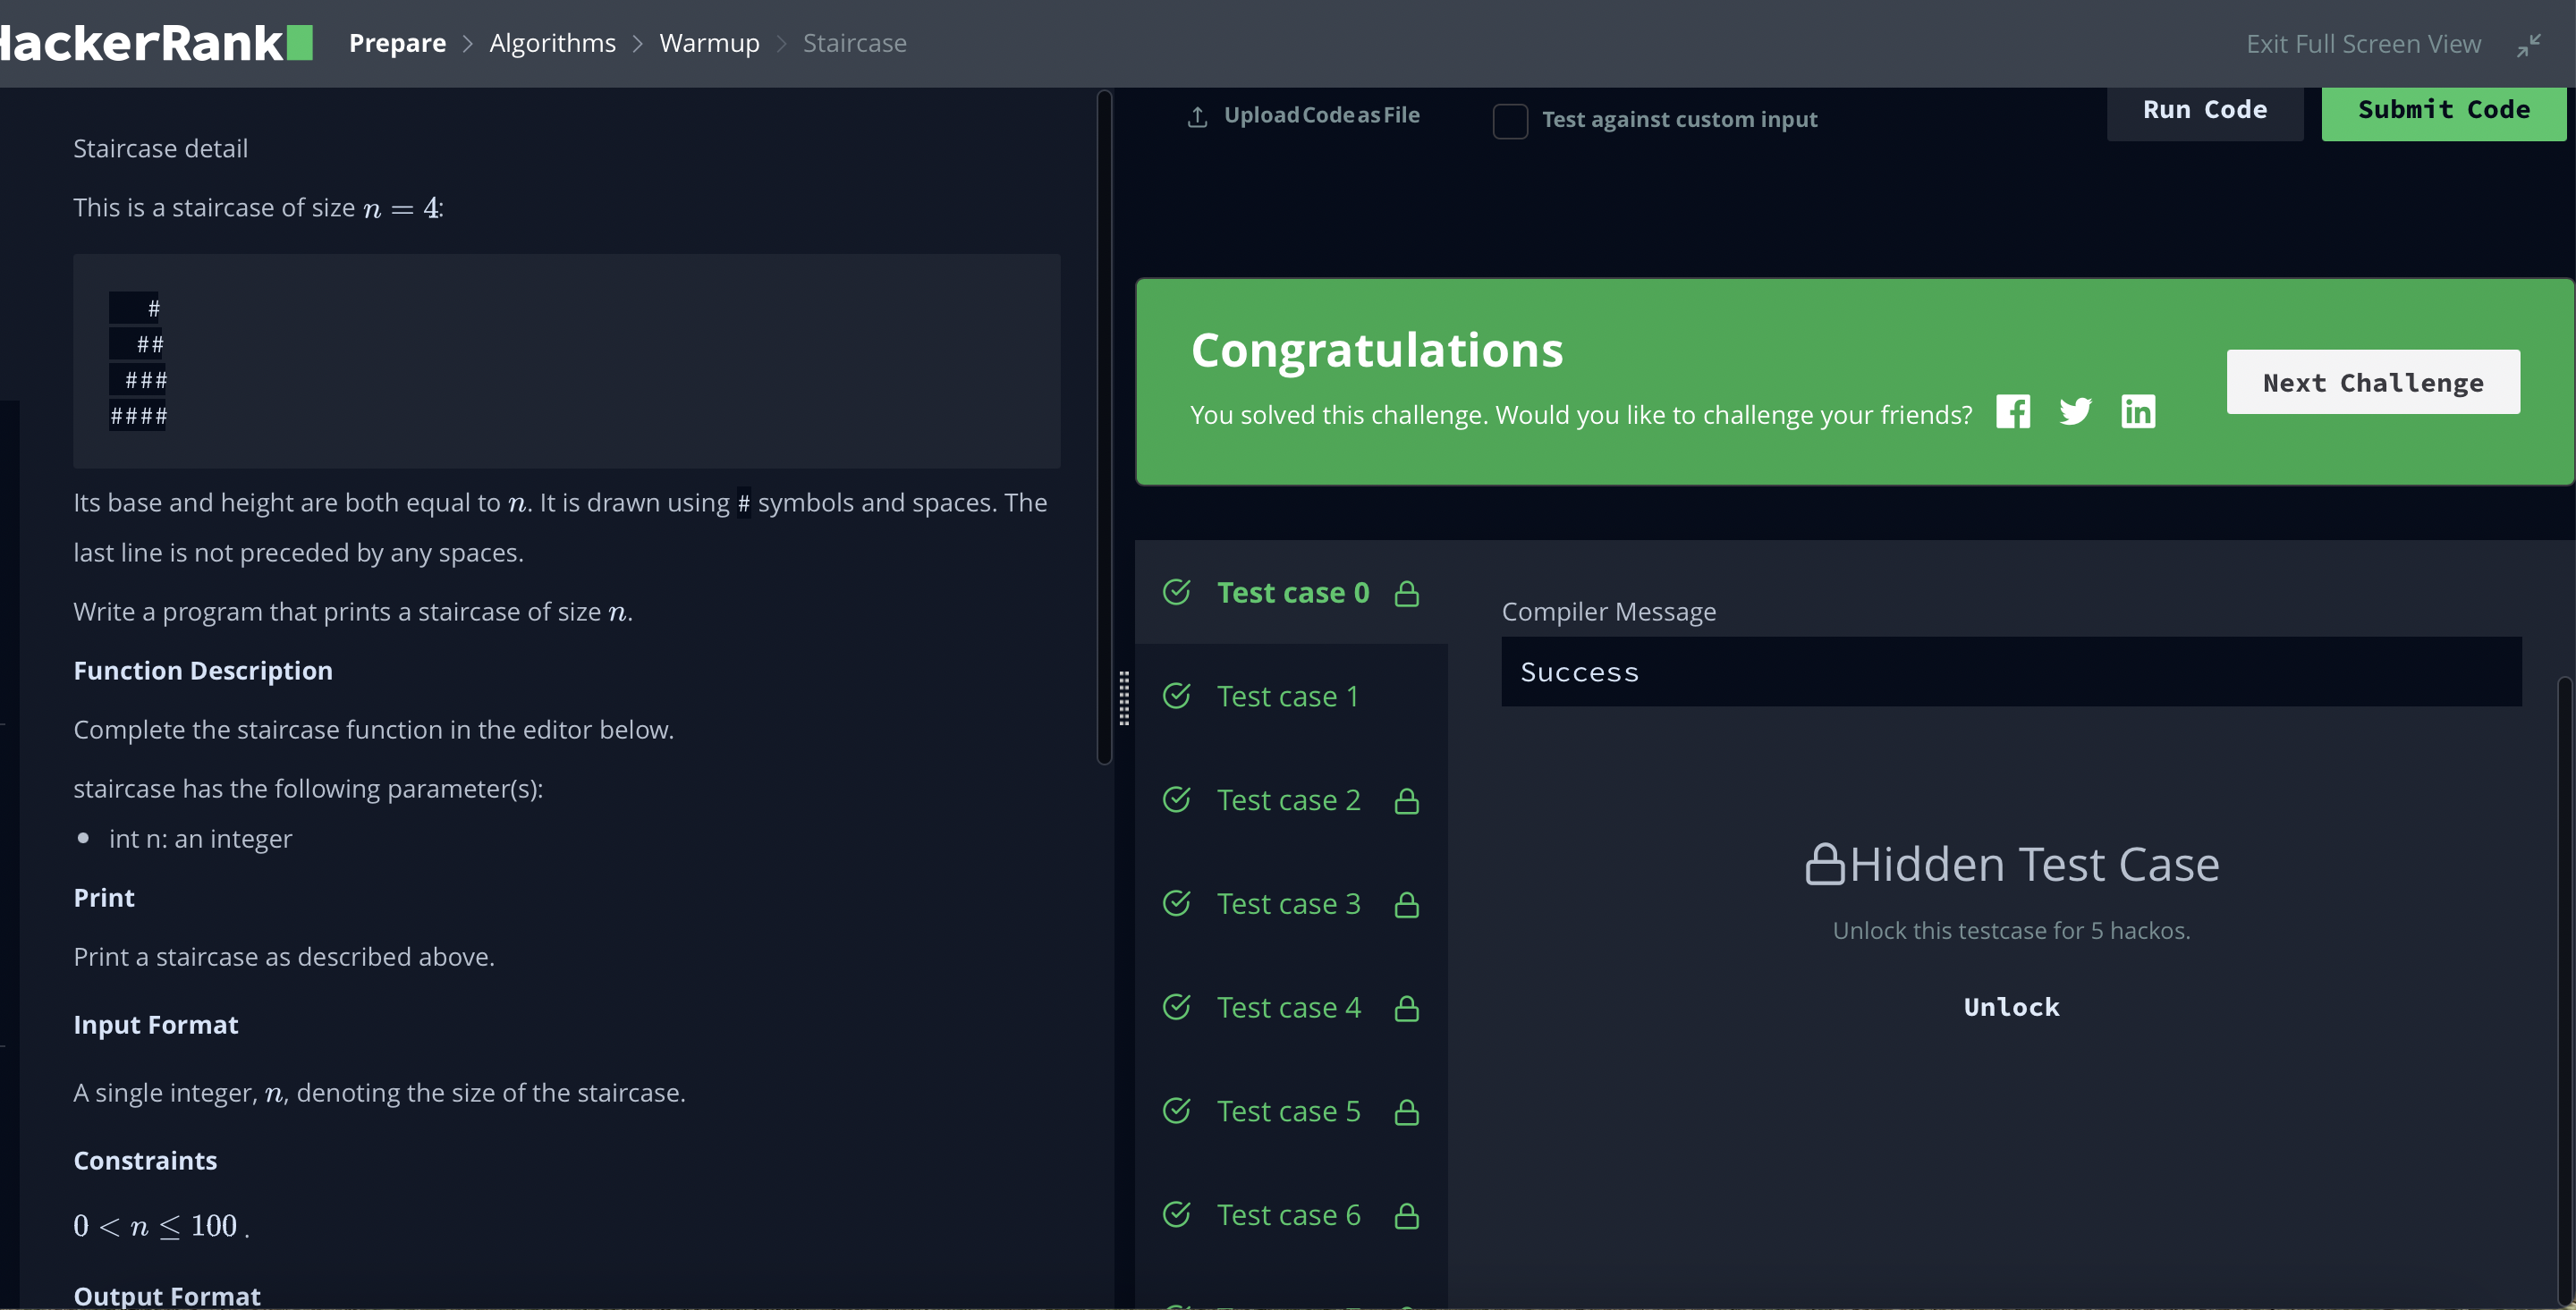 HackerRank
Prepare > Algorithms > Warmup > Staircase
Exit Full Screen View
Staircase detail
This is a staircase of size n = 4:
   #
  ##
 ###
####
Its base and height are both equal to n. It is drawn using # symbols and spaces. The
last line is not preceded by any spaces.
Write a program that prints a staircase of size n.
Function Description
Complete the staircase function in the editor below.
staircase has the following parameter(s):
• int n: an integer
Print
Print a staircase as described above.
Input Format
A single integer, n, denoting the size of the staircase.
Constraints
0 < n ≤ 100 .
Output Format
Upload Code as File
Test against custom input
Run Code
Submit Code
Congratulations
You solved this challenge. Would you like to challenge your friends?
Next Challenge
Test case 0
Test case 1
Test case 2
Test case 3
Test case 4
Test case 5
Test case 6
Compiler Message
Success
Hidden Test Case
Unlock this testcase for 5 hackos.
Unlock